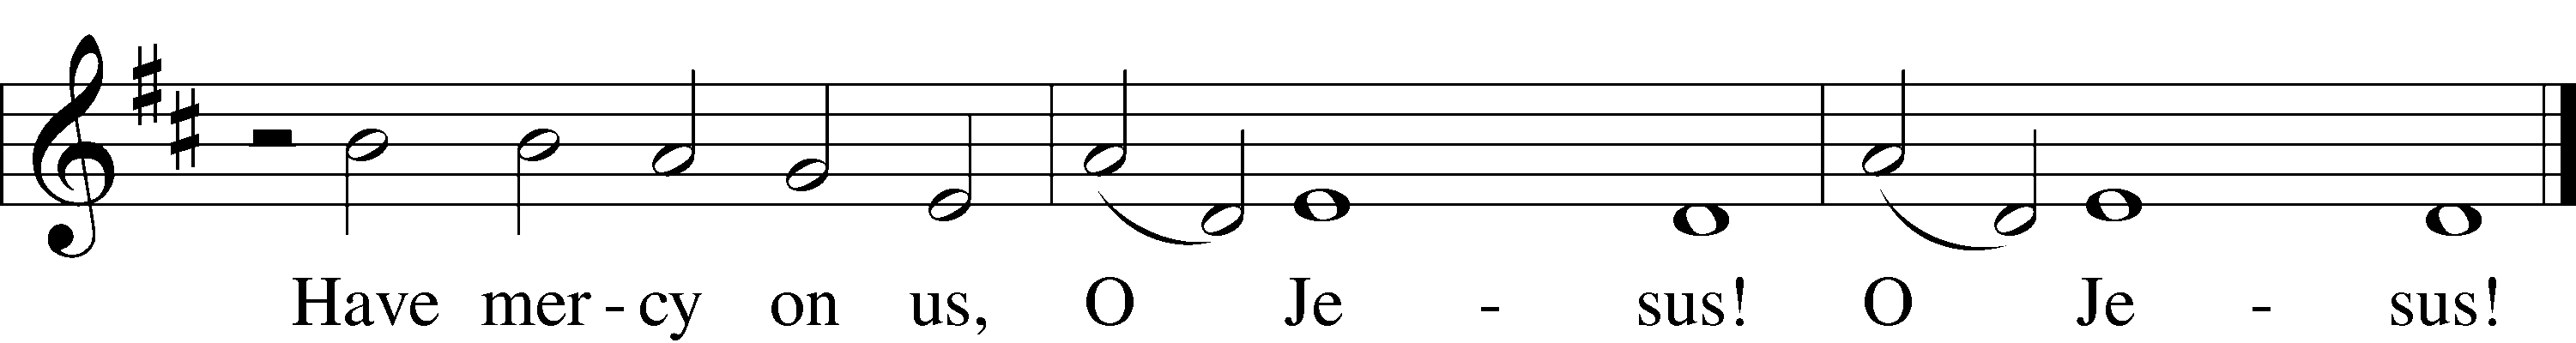 Have mer - cy on us, O Je - sus! O Je - sus!